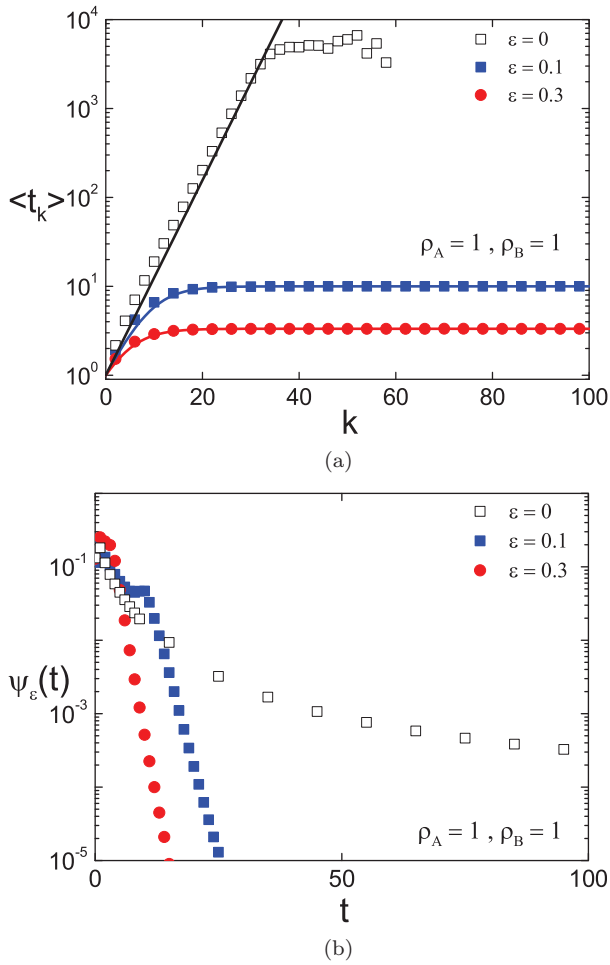 10^4
ε = 0
ε = 0.1
ε = 0.3
10^3
10^2
<t_k>
ρ_A = 1 , ρ_B = 1
10^1
10^0
0 20 40 60 80 100
k
(a)
ε = 0
ε = 0.1
ε = 0.3
10^-1
ψ_ε(t)
10^-3
ρ_A = 1 , ρ_B = 1
10^-5
0 50 100
t
(b)